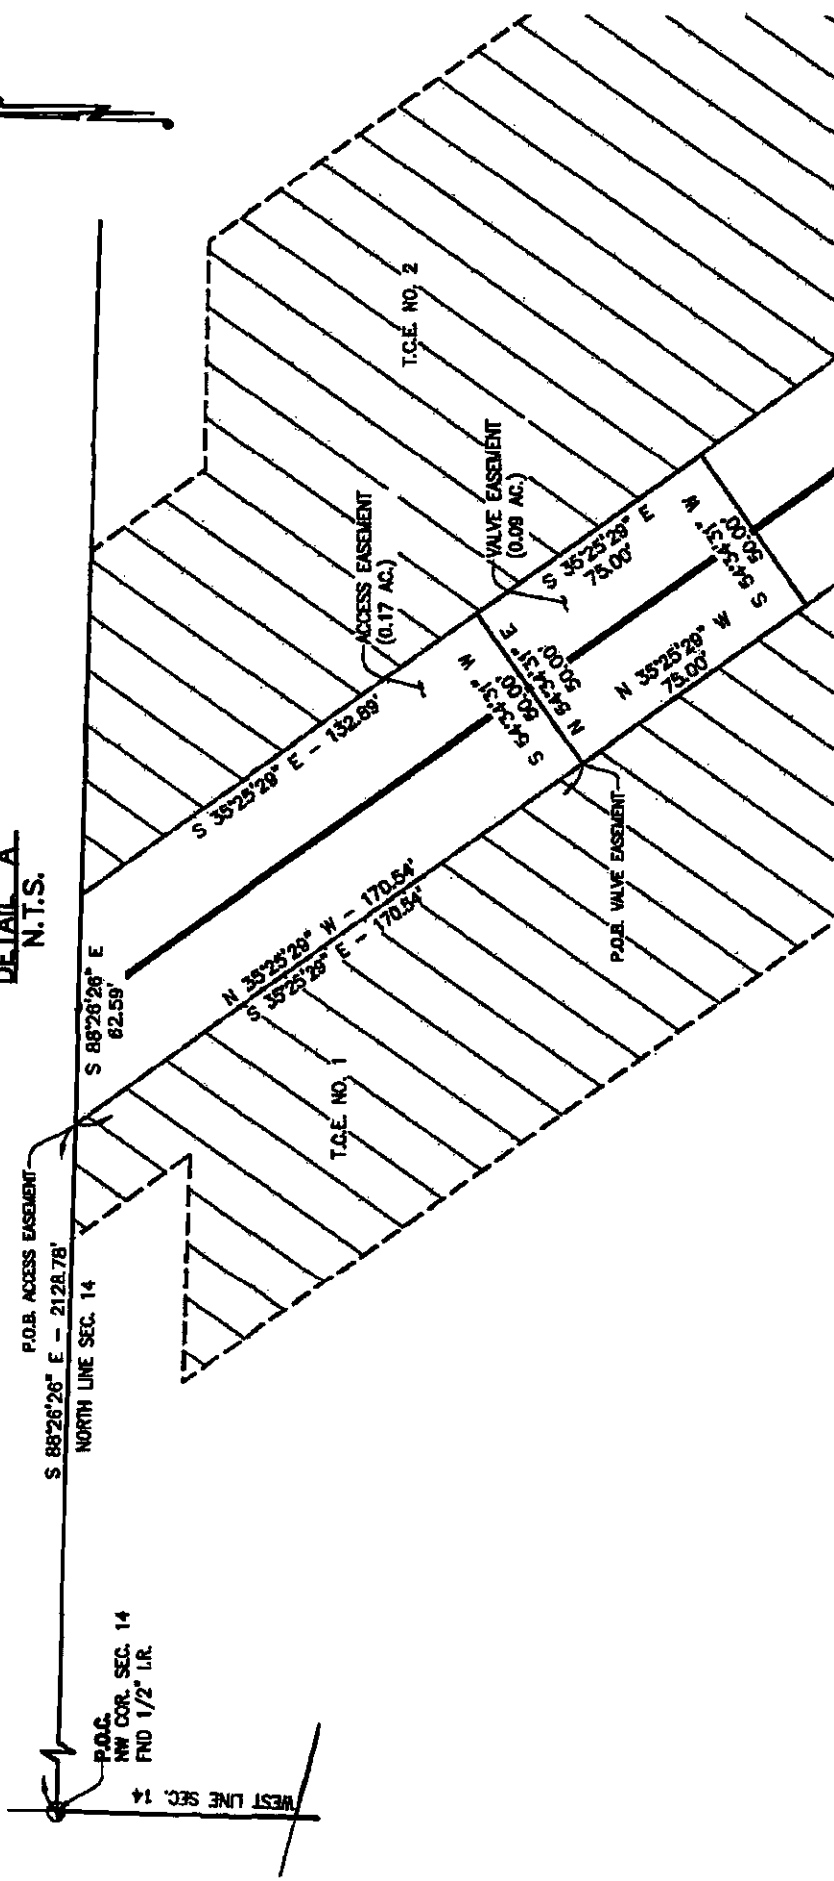 DETAIL A
N.T.S.
P.O.B. ACCESS EASEMENT
S 88°26'26" E - 2128.78'
NORTH LINE SEC. 14
S 88°26'26" E
62.59'
P.O.C.
NW COR. SEC. 14
FND 1/2" I.R.
WEST LINE SEC. 14
T.C.E. NO. 1
N 35°25'29" W - 170.54'
S 35°25'29" E - 170.54'
S 35°25'29" E - 132.89'
ACCESS EASEMENT
(0.17 AC.)
T.C.E. NO. 2
VALVE EASEMENT
(0.09 AC.)
S 54°34'31" W
50.00'
N 54°34'31" E
50.00'
S 35°25'29" E
75.00'
N 35°25'29" W
75.00'
S 54°34'31" W
50.00'
P.O.B. VALVE EASEMENT